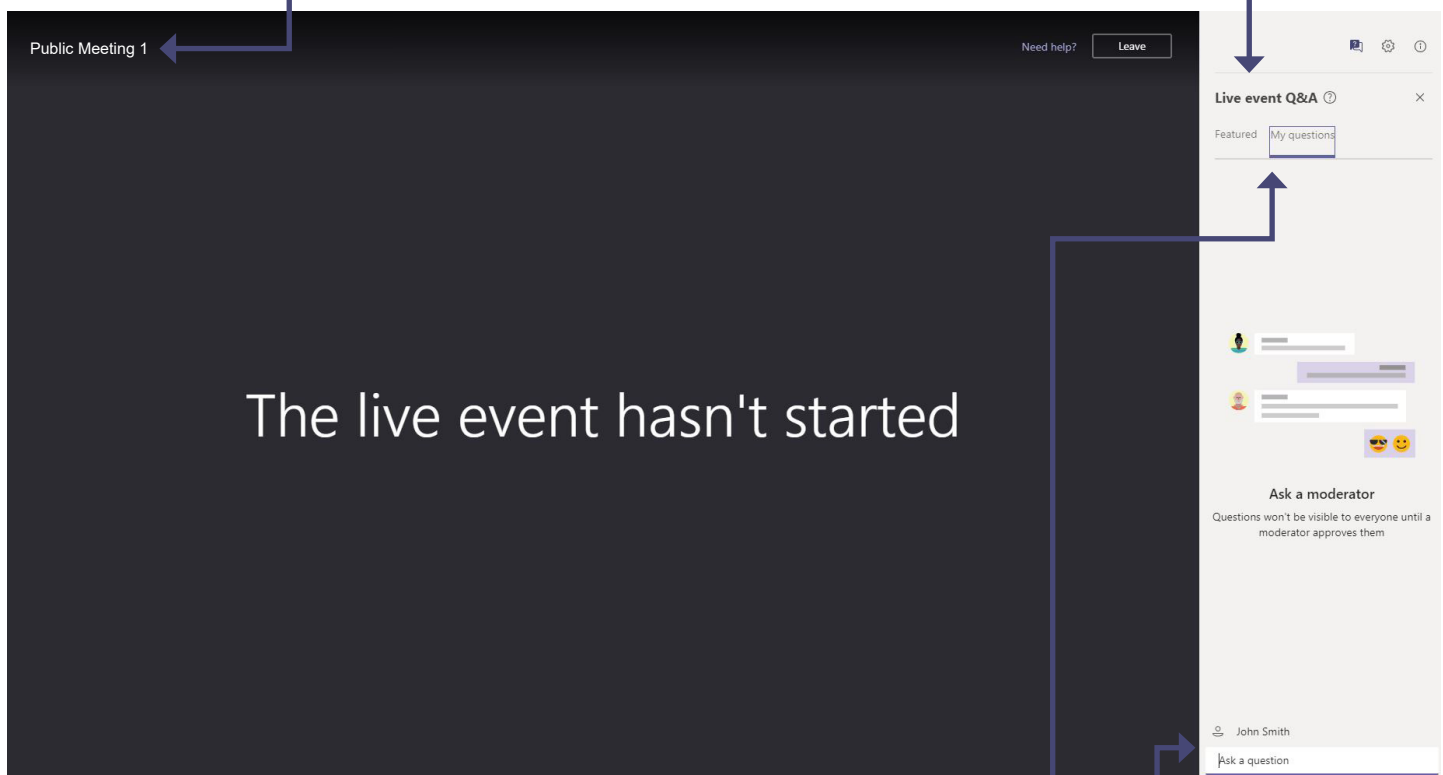 Public Meeting 1
Need help?
Leave
Live event Q&A
Featured
My questions
The live event hasn't started
Ask a moderator
Questions won't be visible to everyone until a
moderator approves them
John Smith
Ask a question